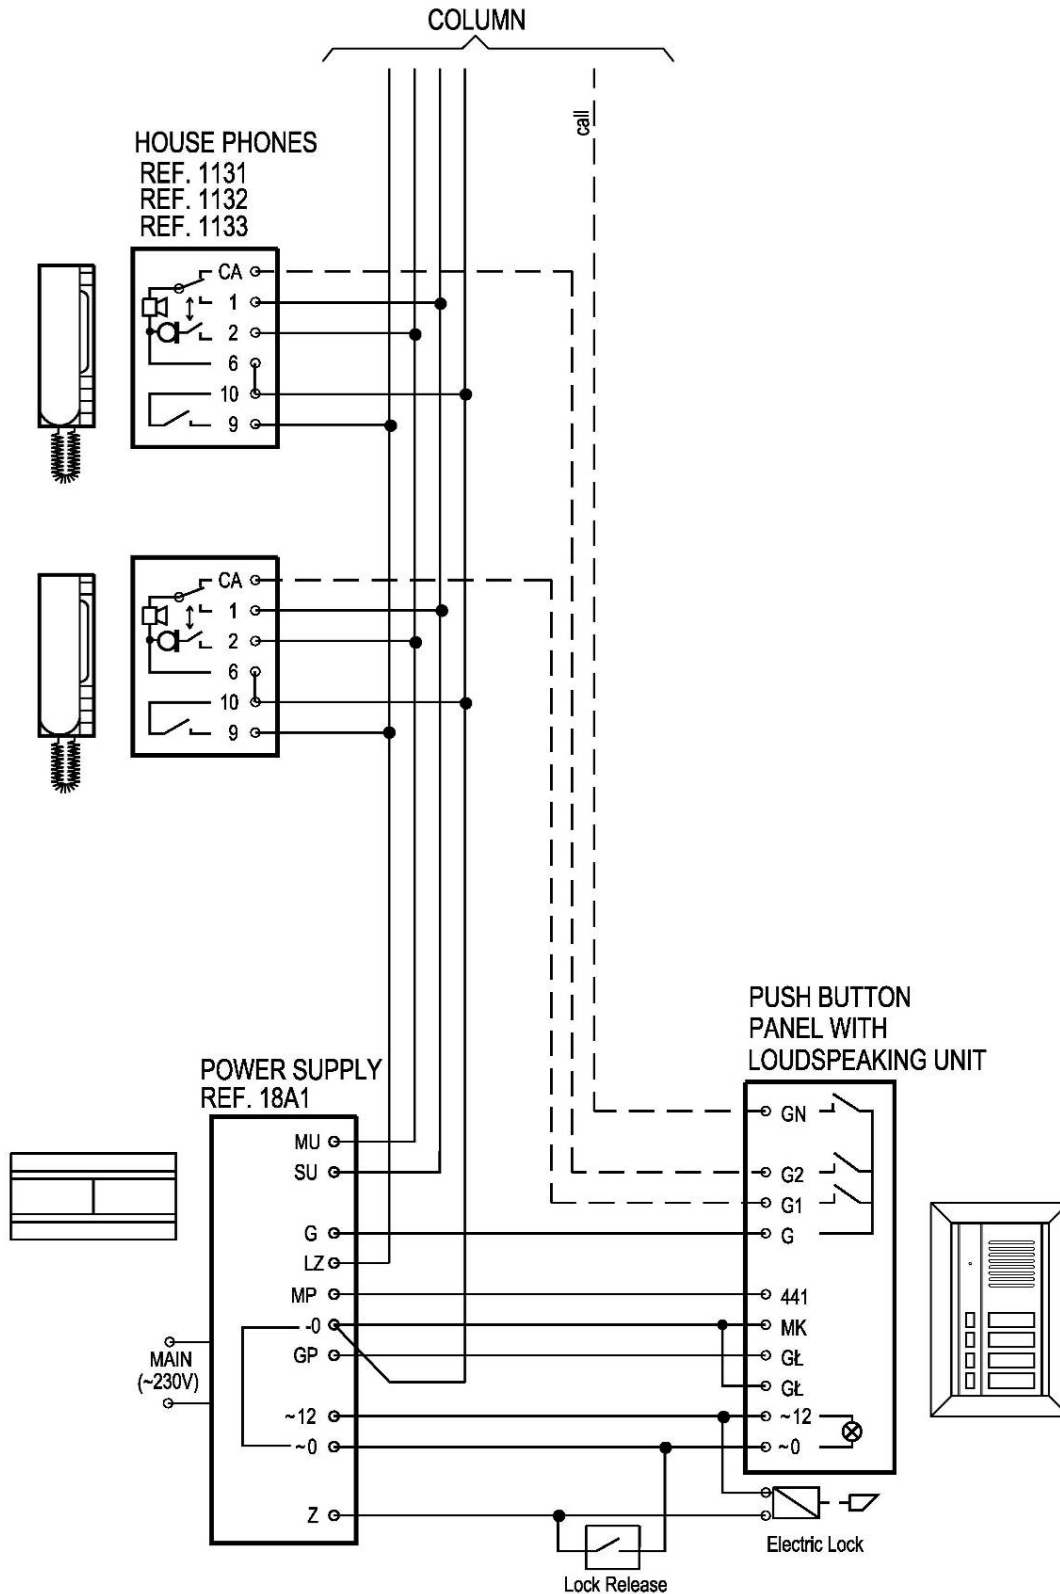 COLUMN
call
HOUSE PHONES
REF. 1131
REF. 1132
REF. 1133
CA
1
2
6
10
9
CA
1
2
6
10
9
POWER SUPPLY
REF. 18A1
MU
SU
G
LZ
MP
-0
GP
~12
~0
Z
MAIN
(~230V)
PUSH BUTTON
PANEL WITH
LOUDSPEAKING UNIT
GN
G2
G1
G
441
MK
GŁ
GŁ
~12
~0
Electric Lock
Lock Release